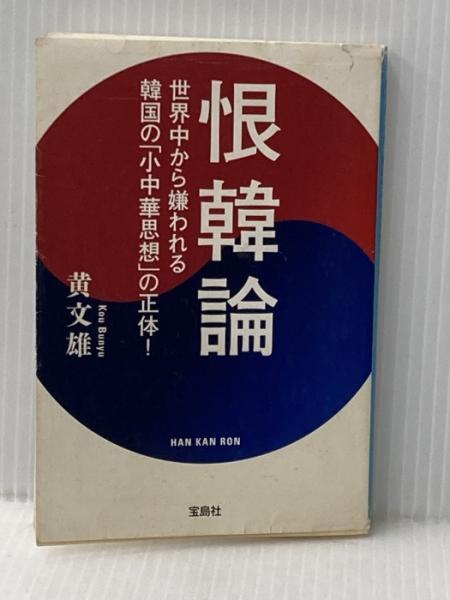 恨韓論
世界中から嫌われる
韓国の「小中華思想」の正体!
黄文雄
Kou Bunyu
HAN KAN RON
宝島社